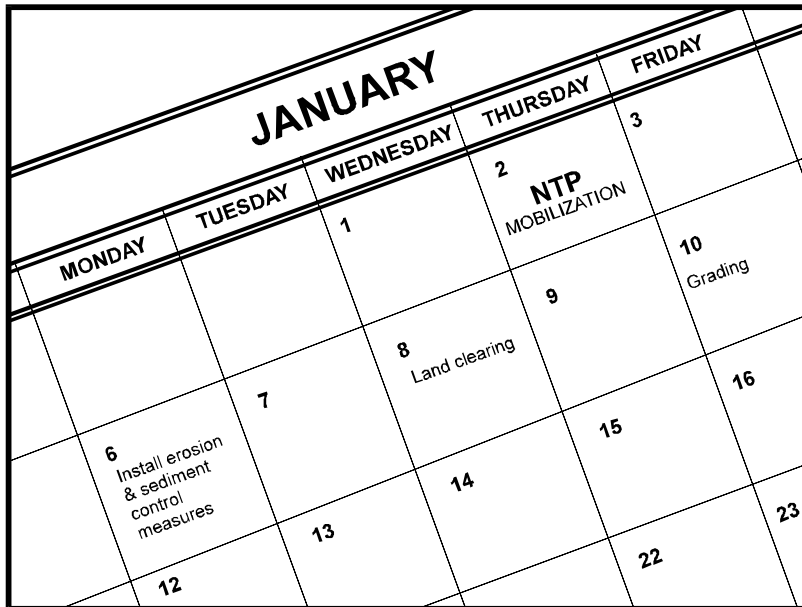 JANUARY
MONDAY TUESDAY WEDNESDAY THURSDAY FRIDAY
1
2
NTP
MOBILIZATION
3
6
Install erosion
& sediment
control
measures
7
8
Land clearing
9
10
Grading
12
13
14
15
16
22
23